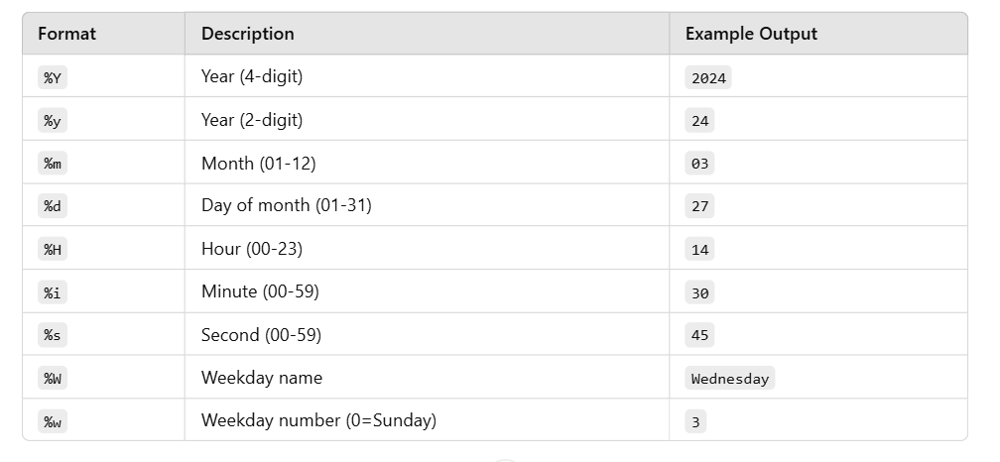 Format Description Example Output
%Y Year (4-digit) 2024
%y Year (2-digit) 24
%m Month (01-12) 03
%d Day of month (01-31) 27
%H Hour (00-23) 14
%i Minute (00-59) 30
%s Second (00-59) 45
%W Weekday name Wednesday
%w Weekday number (0=Sunday) 3